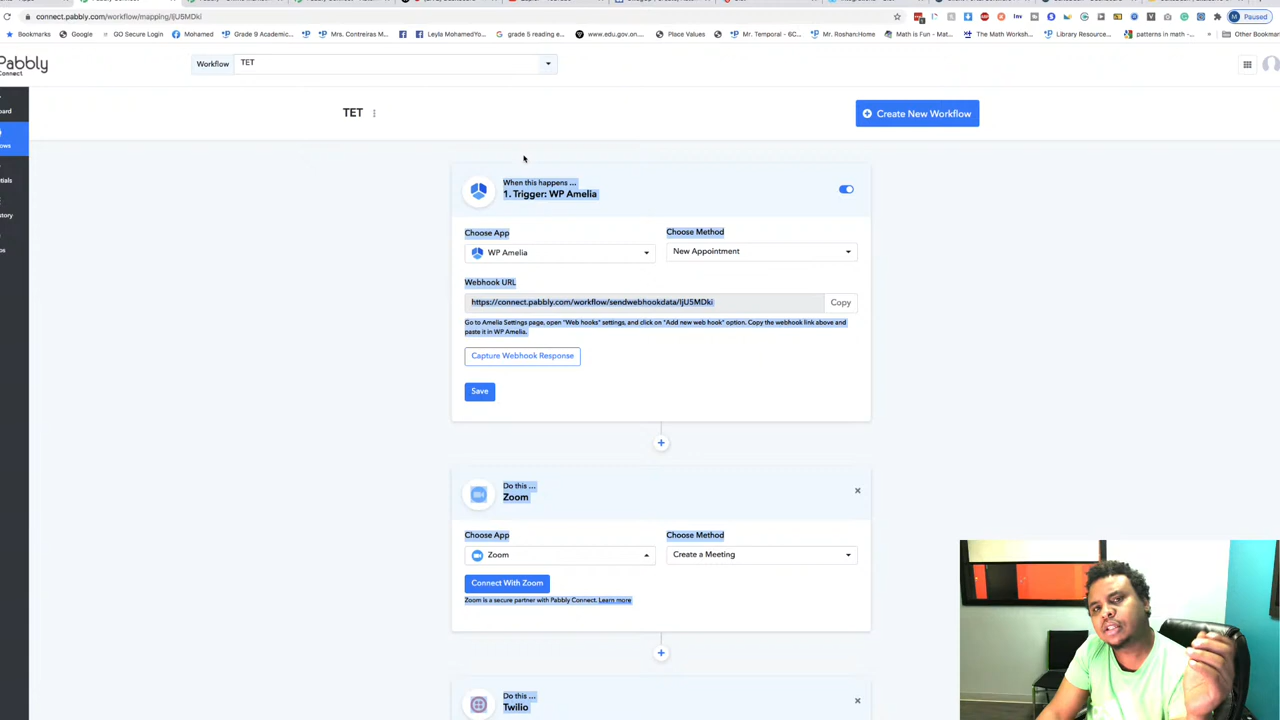 connect.pabbly.com/workflow/mapping/IjU5MDki
Paused
Bookmarks
Google
GO Secure Login
Mohamed
Grade 9 Academic...
Mrs. Contreiras M...
Leyla MohamedYo...
grade 5 reading e...
www.edu.gov.on....
Place Values
Mr. Temporal - 6C...
Mr. Roshan:Home
Math is Fun - Mat...
The Math Worksh...
Library Resource...
patterns in math -...
»
Other Bookmar
Pabbly
Connect
Workflow
TET
TET
Create New Workflow
When this happens ...
1. Trigger: WP Amelia
Choose App
Choose Method
WP Amelia
New Appointment
Webhook URL
https://connect.pabbly.com/workflow/sendwebhookdata/IjU5MDki
Copy
Go to Amelia Settings page, open "Web hooks" settings, and click on "Add new web hook" option. Copy the webhook link above and
paste it in WP Amelia.
Capture Webhook Response
Save
Do this ...
Zoom
Choose App
Choose Method
Zoom
Create a Meeting
Connect With Zoom
Zoom is a secure partner with Pabbly Connect. Learn more
Do this ...
Twilio